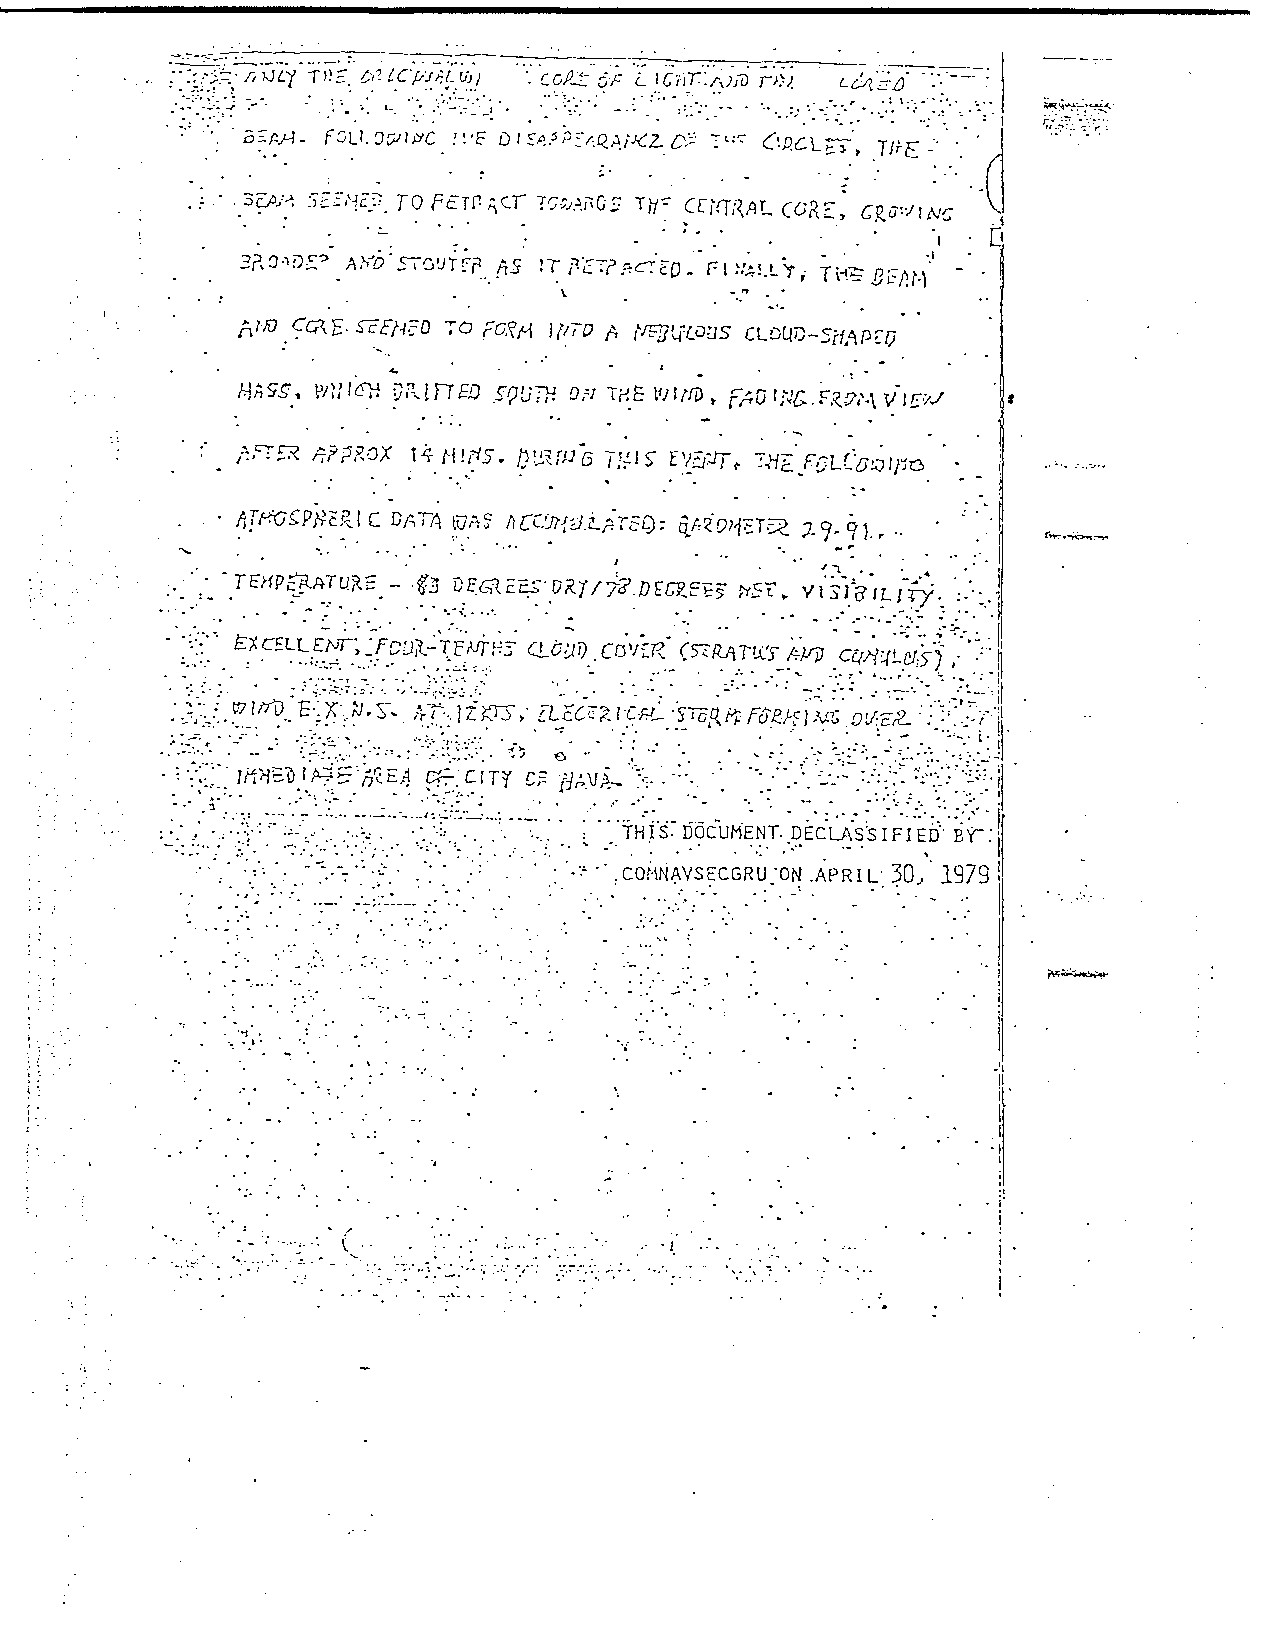 ONLY THE CORE OF LIGHT AND THE
BEAM. FOLLOWING THE DISAPPEARANCE OF THE CIRCLET, THE
BEAM SEEMED TO RETRACT TOWARDS THE CENTRAL CORE, GROWING
BROADER AND STOUTER AS IT RETRACTED. FINALLY, THE BEAM
AND CORE SEEMED TO FORM INTO A NEBULOUS CLOUD-SHAPED
MASS, WHICH DRIFTED SOUTH ON THE WIND, FADING FROM VIEW
AFTER APPROX 14 MINS. DURING THIS EVENT, THE FOLLOWING
ATMOSPHERIC DATA WAS ACCUMULATED: BAROMETER 29.91,
TEMPERATURE - 83 DEGREES DRY/78 DEGREES WET, VISIBILITY
EXCELLENT, FOUR-TENTHS CLOUD COVER (STRATUS AND CUMULUS),
WIND AT 12KTS, ELECTRICAL STORM FORMING OVER
IMMEDIATE AREA OF CITY OF
THIS DOCUMENT DECLASSIFIED BY
COMNAVSECGRU ON APRIL 30, 1979